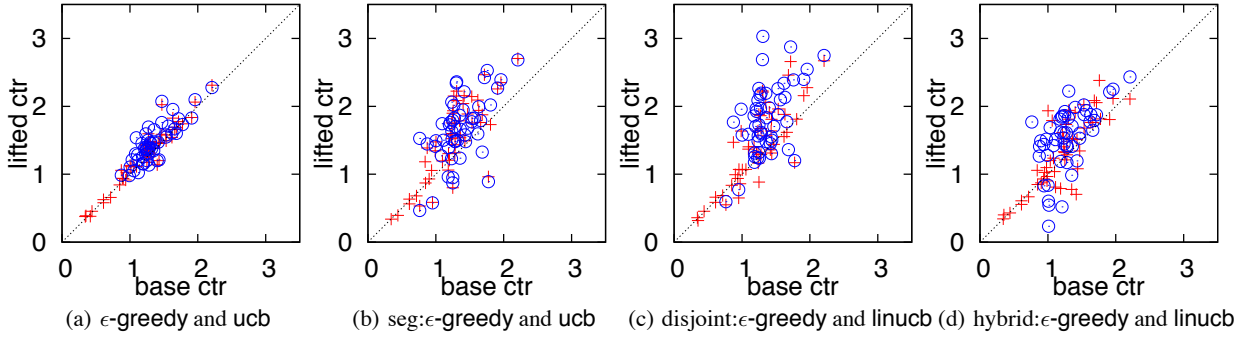 lifted ctr
3
2
1
0
0 1 2 3
base ctr
(a) ϵ-greedy and ucb
lifted ctr
3
2
1
0
0 1 2 3
base ctr
(b) seg:ϵ-greedy and ucb
lifted ctr
3
2
1
0
0 1 2 3
base ctr
(c) disjoint:ϵ-greedy and linucb
lifted ctr
3
2
1
0
0 1 2 3
base ctr
(d) hybrid:ϵ-greedy and linucb